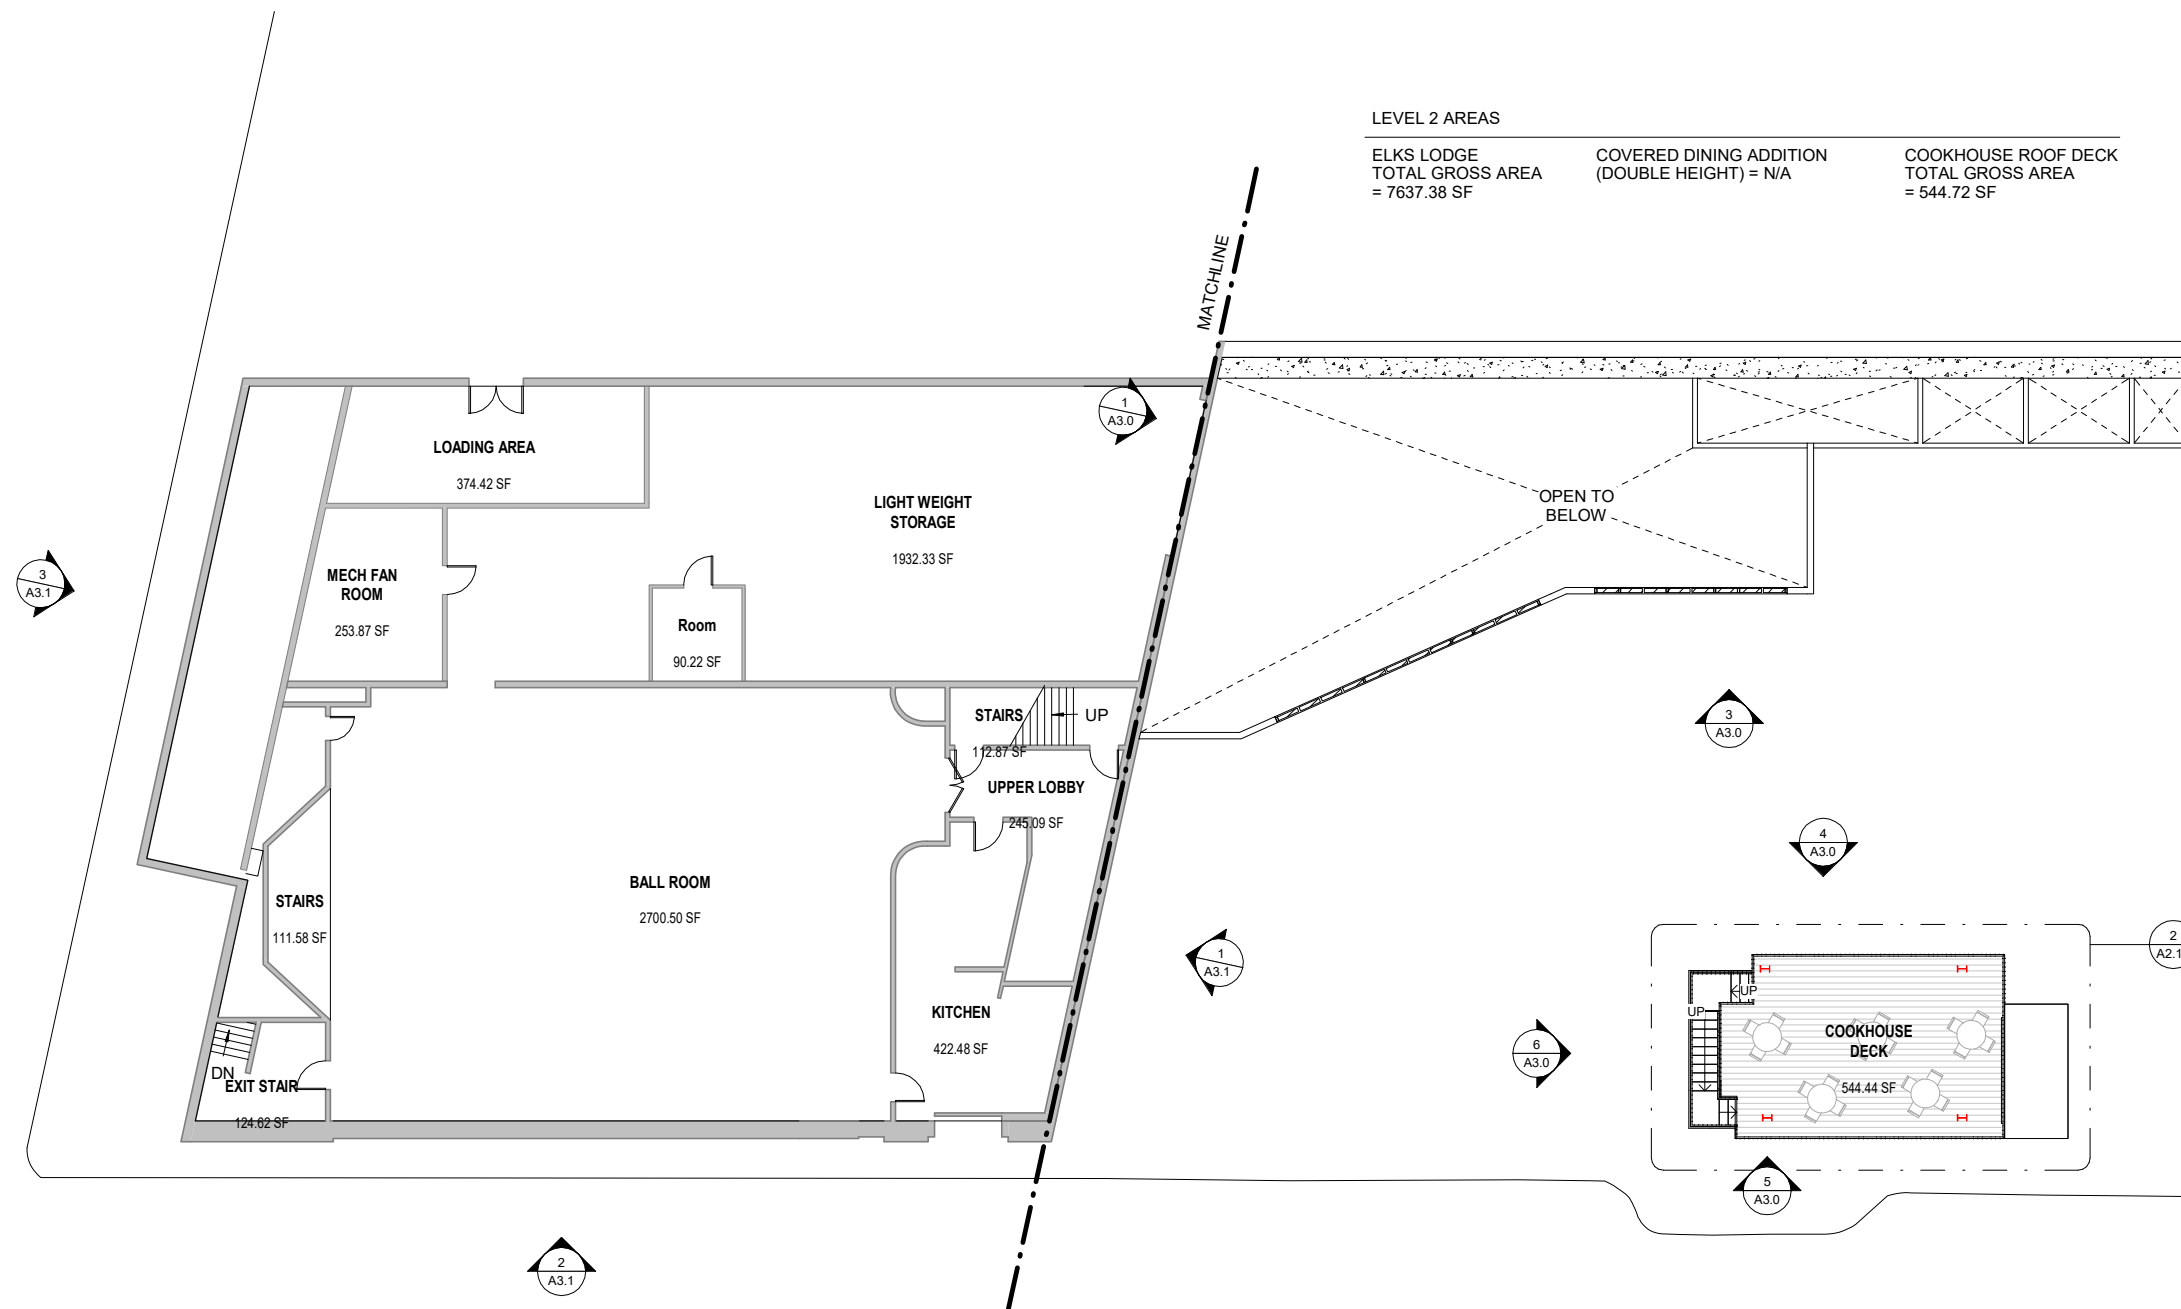 LEVEL 2 AREAS
ELKS LODGE
TOTAL GROSS AREA
= 7637.38 SF
COVERED DINING ADDITION
(DOUBLE HEIGHT) = N/A
COOKHOUSE ROOF DECK
TOTAL GROSS AREA
= 544.72 SF
MATCHLINE
1
A3.0
LOADING AREA
374.42 SF
LIGHT WEIGHT
STORAGE
1932.33 SF
OPEN TO
BELOW
3
A3.1
MECH FAN
ROOM
253.87 SF
Room
90.22 SF
STAIRS
UP
112.87 SF
3
A3.0
UPPER LOBBY
245.09 SF
4
A3.0
BALL ROOM
2700.50 SF
STAIRS
111.58 SF
1
A3.1
2
A2.1
KITCHEN
422.48 SF
UP
UP
COOKHOUSE
DECK
544.44 SF
6
A3.0
DN
EXIT STAIR
124.62 SF
5
A3.0
2
A3.1